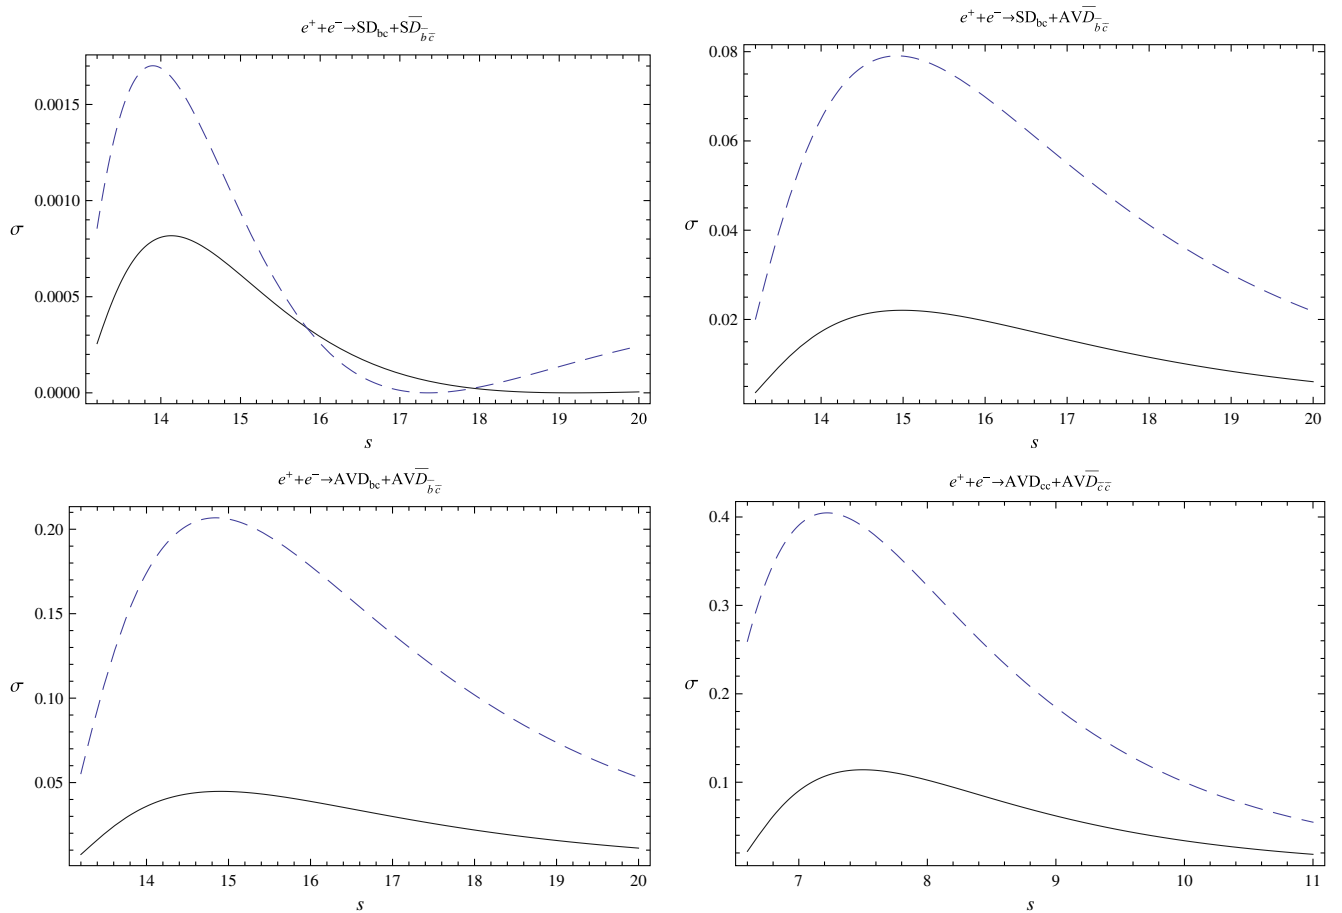 e⁺+e⁻→SD_bc+SD̅_b̅c̅
0.0015
0.0010
0.0005
0.0000
σ
14 15 16 17 18 19 20
s
e⁺+e⁻→SD_bc+AVD̅_b̅c̅
0.08
0.06
0.04
0.02
σ
14 15 16 17 18 19 20
s
e⁺+e⁻→AVD_bc+AVD̅_b̅c̅
0.20
0.15
0.10
0.05
σ
14 15 16 17 18 19 20
s
e⁺+e⁻→AVD_cc+AVD̅_c̅c̅
0.4
0.3
0.2
0.1
σ
7 8 9 10 11
s